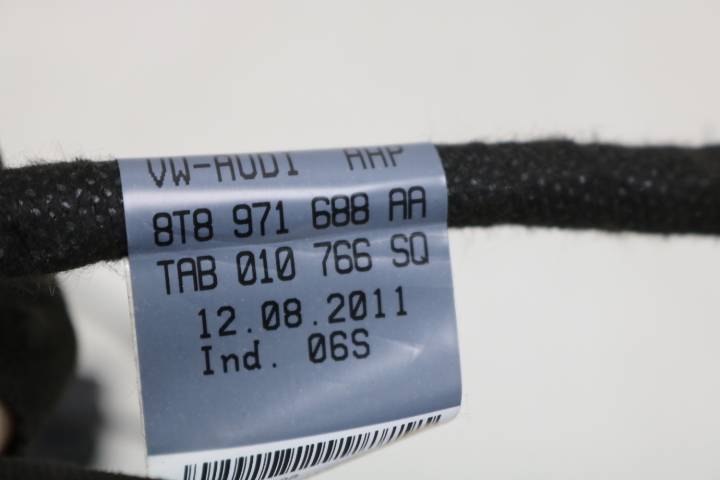 VW-AUDI AAP
8T8 971 688 AA
TAB 010 766 SQ
12.08.2011
Ind. 06S